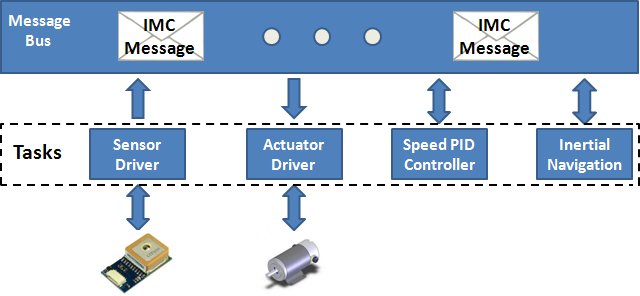 Message
Bus
IMC
Message
IMC
Message
Tasks
Sensor
Driver
Actuator
Driver
Speed PID
Controller
Inertial
Navigation